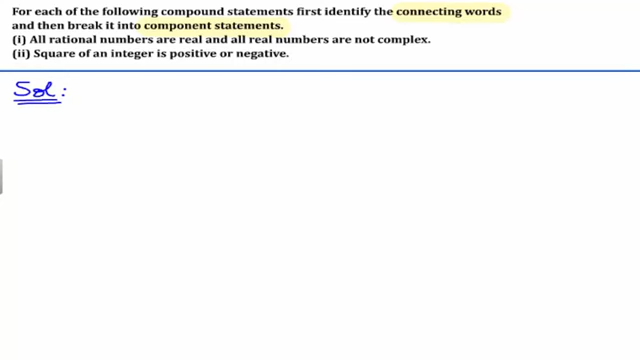 For each of the following compound statements first identify the connecting words
and then break it into component statements.
(i) All rational numbers are real and all real numbers are not complex.
(ii) Square of an integer is positive or negative.
Sol: